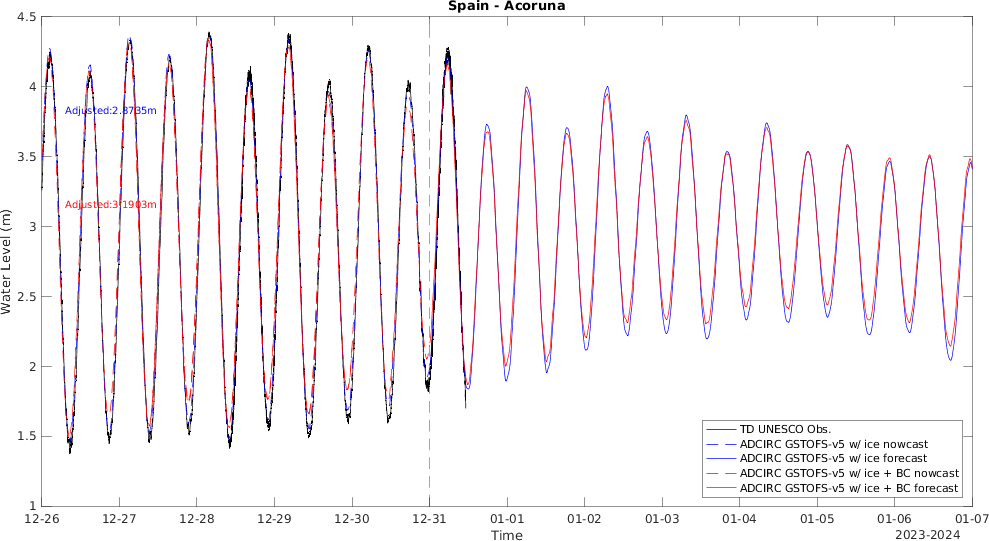 Spain - Acoruna
4.5
4
3.5
3
2.5
2
1.5
1
Water Level (m)
Adjusted:2.8735m
Adjusted:3.1903m
TD UNESCO Obs.
ADCIRC GSTOFS-v5 w/ ice nowcast
ADCIRC GSTOFS-v5 w/ ice forecast
ADCIRC GSTOFS-v5 w/ ice + BC nowcast
ADCIRC GSTOFS-v5 w/ ice + BC forecast
12-26 12-27 12-28 12-29 12-30 12-31 01-01 01-02 01-03 01-04 01-05 01-06 01-07
Time
2023-2024